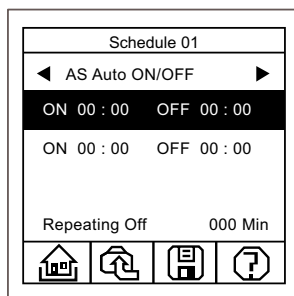 Schedule 01
AS Auto ON/OFF
ON 00 : 00 OFF 00 : 00
ON 00 : 00 OFF 00 : 00
Repeating Off 000 Min
?